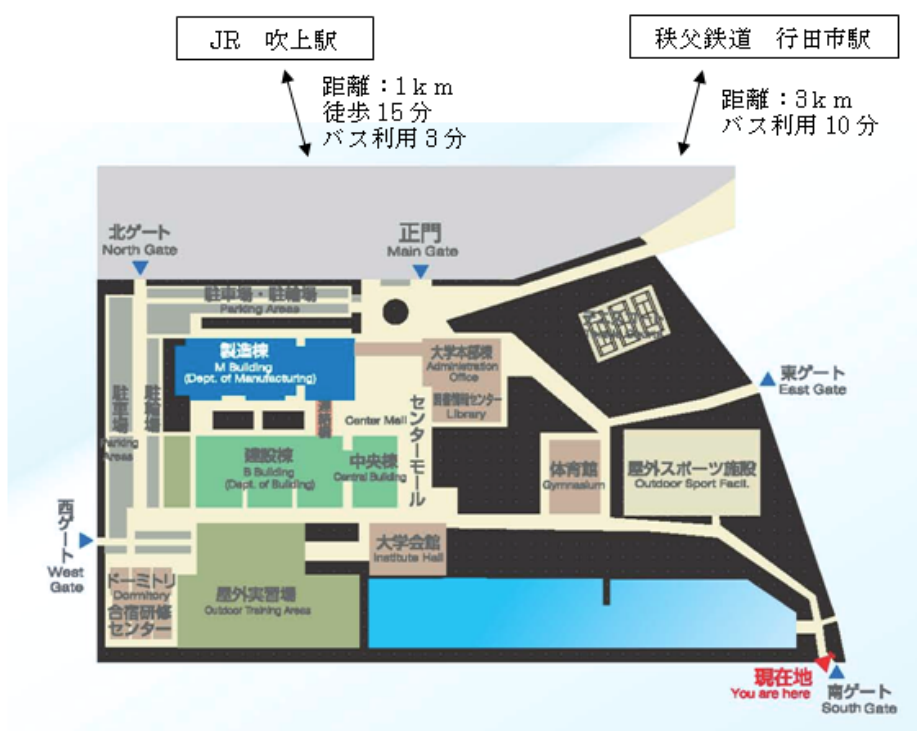 JR 吹上駅
秩父鉄道 行田市駅
距離：1km
徒歩15分
バス利用3分
距離：3km
バス利用10分
北ゲート
North Gate
正門
Main Gate
駐車場・駐輪場
Parking Areas
製造棟
M Building
(Dept. of Manufacturing)
大学本部棟
Administration
Office
図書情報センター
Library
東ゲート
East Gate
駐車場
Parking
Areas
駐輪場
連絡橋
Center Mall
センターモール
建設棟
B Building
(Dept. of Building)
中央棟
Central Building
体育館
Gymnasium
屋外スポーツ施設
Outdoor Sport Facil.
西ゲート
West
Gate
大学会館
Institute Hall
ドーミトリ
Dormitory
合宿研修
センター
屋外実習場
Outdoor Training Areas
現在地
You are here
南ゲート
South Gate